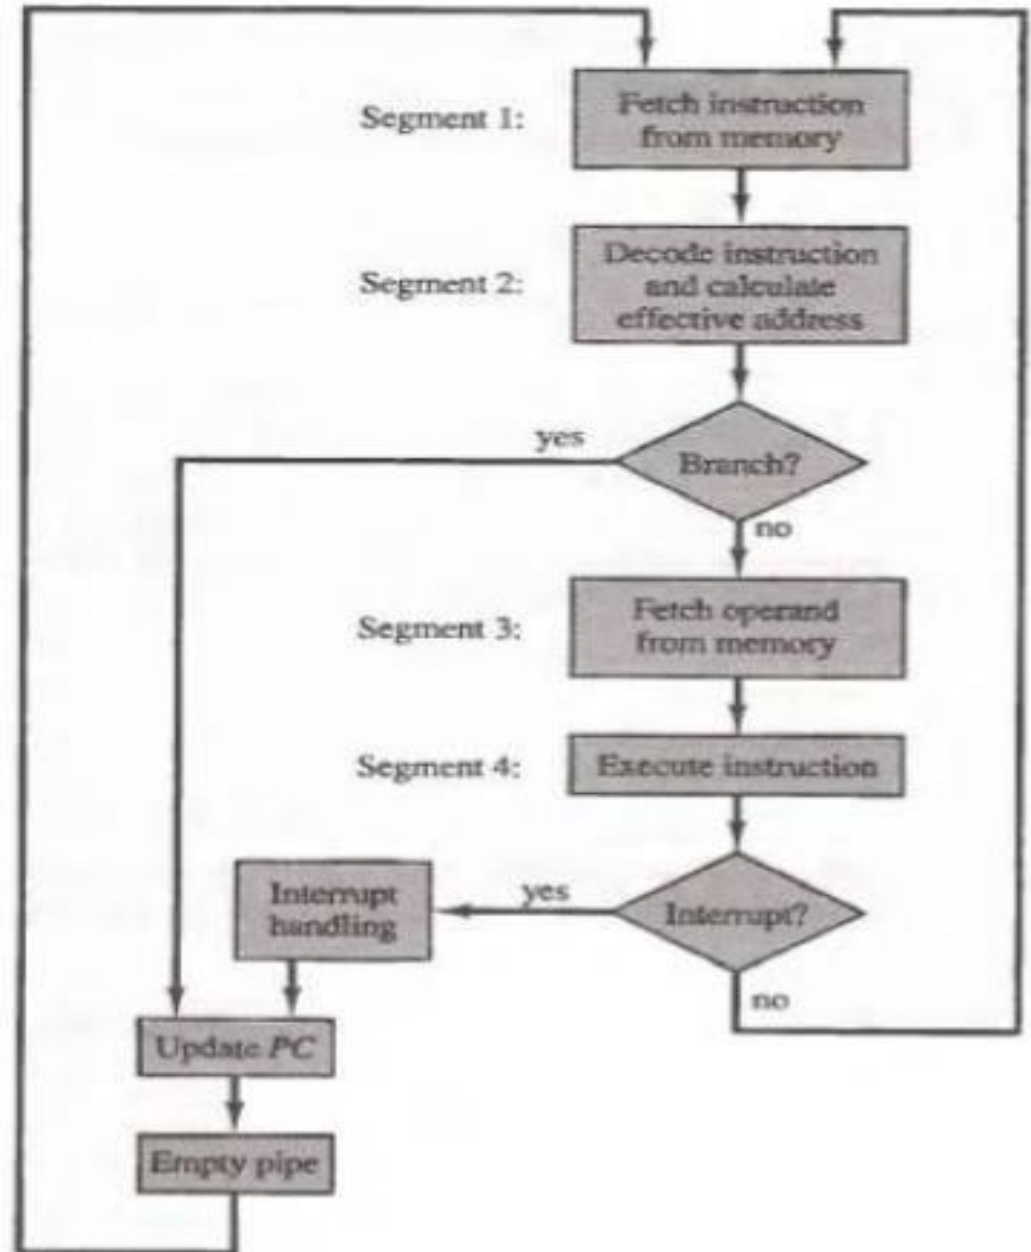 Segment 1:
Fetch instruction
from memory
Segment 2:
Decode instruction
and calculate
effective address
yes
Branch?
no
Segment 3:
Fetch operand
from memory
Segment 4:
Execute instruction
Interrupt
handling
yes
Interrupt?
no
Update PC
Empty pipe